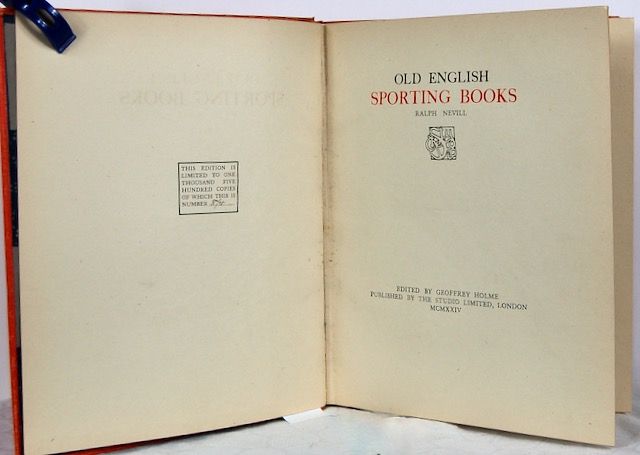 THIS EDITION IS
LIMITED TO ONE
THOUSAND FIVE
HUNDRED COPIES
OF WHICH THIS IS
NUMBER
OLD ENGLISH
SPORTING BOOKS
RALPH NEVILL
EDITED BY GEOFFREY HOLME
PUBLISHED BY THE STUDIO LIMITED, LONDON
MCMXXIV